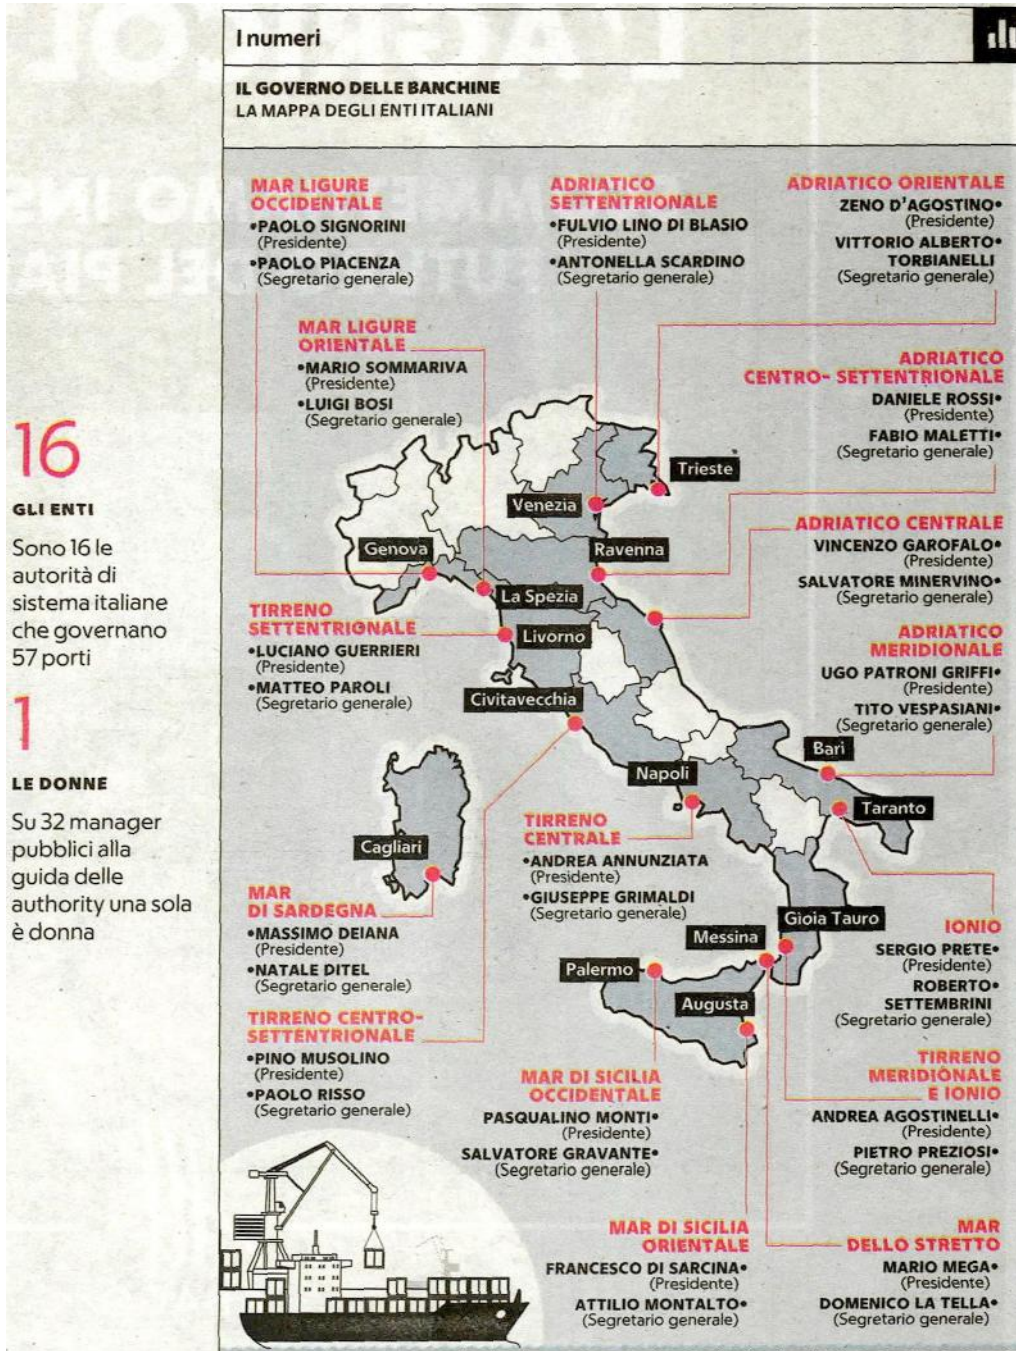 I numeri
IL GOVERNO DELLE BANCHINE
LA MAPPA DEGLI ENTI ITALIANI
16
GLI ENTI
Sono 16 le
autorità di
sistema italiane
che governano
57 porti
1
LE DONNE
Su 32 manager
pubblici alla
guida delle
authority una sola
è donna
MAR LIGURE
OCCIDENTALE
•PAOLO SIGNORINI
(Presidente)
•PAOLO PIACENZA
(Segretario generale)
ADRIATICO
SETTENTRIONALE
•FULVIO LINO DI BLASIO
(Presidente)
•ANTONELLA SCARDINO
(Segretario generale)
ADRIATICO ORIENTALE
ZENO D'AGOSTINO•
(Presidente)
VITTORIO ALBERTO•
TORBIANELLI
(Segretario generale)
MAR LIGURE
ORIENTALE
•MARIO SOMMARIVA
(Presidente)
•LUIGI BOSI
(Segretario generale)
ADRIATICO
CENTRO- SETTENTRIONALE
DANIELE ROSSI•
(Presidente)
FABIO MALETTI•
(Segretario generale)
ADRIATICO CENTRALE
VINCENZO GAROFALO•
(Presidente)
SALVATORE MINERVINO•
(Segretario generale)
TIRRENO
SETTENTRIONALE
•LUCIANO GUERRIERI
(Presidente)
•MATTEO PAROLI
(Segretario generale)
ADRIATICO
MERIDIONALE
UGO PATRONI GRIFFI•
(Presidente)
TITO VESPASIANI•
(Segretario generale)
Trieste
Venezia
Genova
Ravenna
La Spezia
Livorno
Civitavecchia
Bari
Napoli
Taranto
Cagliari
Gioia Tauro
Messina
Palermo
Augusta
TIRRENO
CENTRALE
•ANDREA ANNUNZIATA
(Presidente)
•GIUSEPPE GRIMALDI
(Segretario generale)
MAR
DI SARDEGNA
•MASSIMO DEIANA
(Presidente)
•NATALE DITEL
(Segretario generale)
IONIO
SERGIO PRETE•
(Presidente)
ROBERTO•
SETTEMBRINI
(Segretario generale)
TIRRENO CENTRO-
SETTENTRIONALE
•PINO MUSOLINO
(Presidente)
•PAOLO RISSO
(Segretario generale)
MAR DI SICILIA
OCCIDENTALE
PASQUALINO MONTI•
(Presidente)
SALVATORE GRAVANTE•
(Segretario generale)
TIRRENO
MERIDIONALE
E IONIO
ANDREA AGOSTINELLI•
(Presidente)
PIETRO PREZIOSI•
(Segretario generale)
MAR DI SICILIA
ORIENTALE
FRANCESCO DI SARCINA•
(Presidente)
ATTILIO MONTALTO•
(Segretario generale)
MAR
DELLO STRETTO
MARIO MEGA•
(Presidente)
DOMENICO LA TELLA•
(Segretario generale)